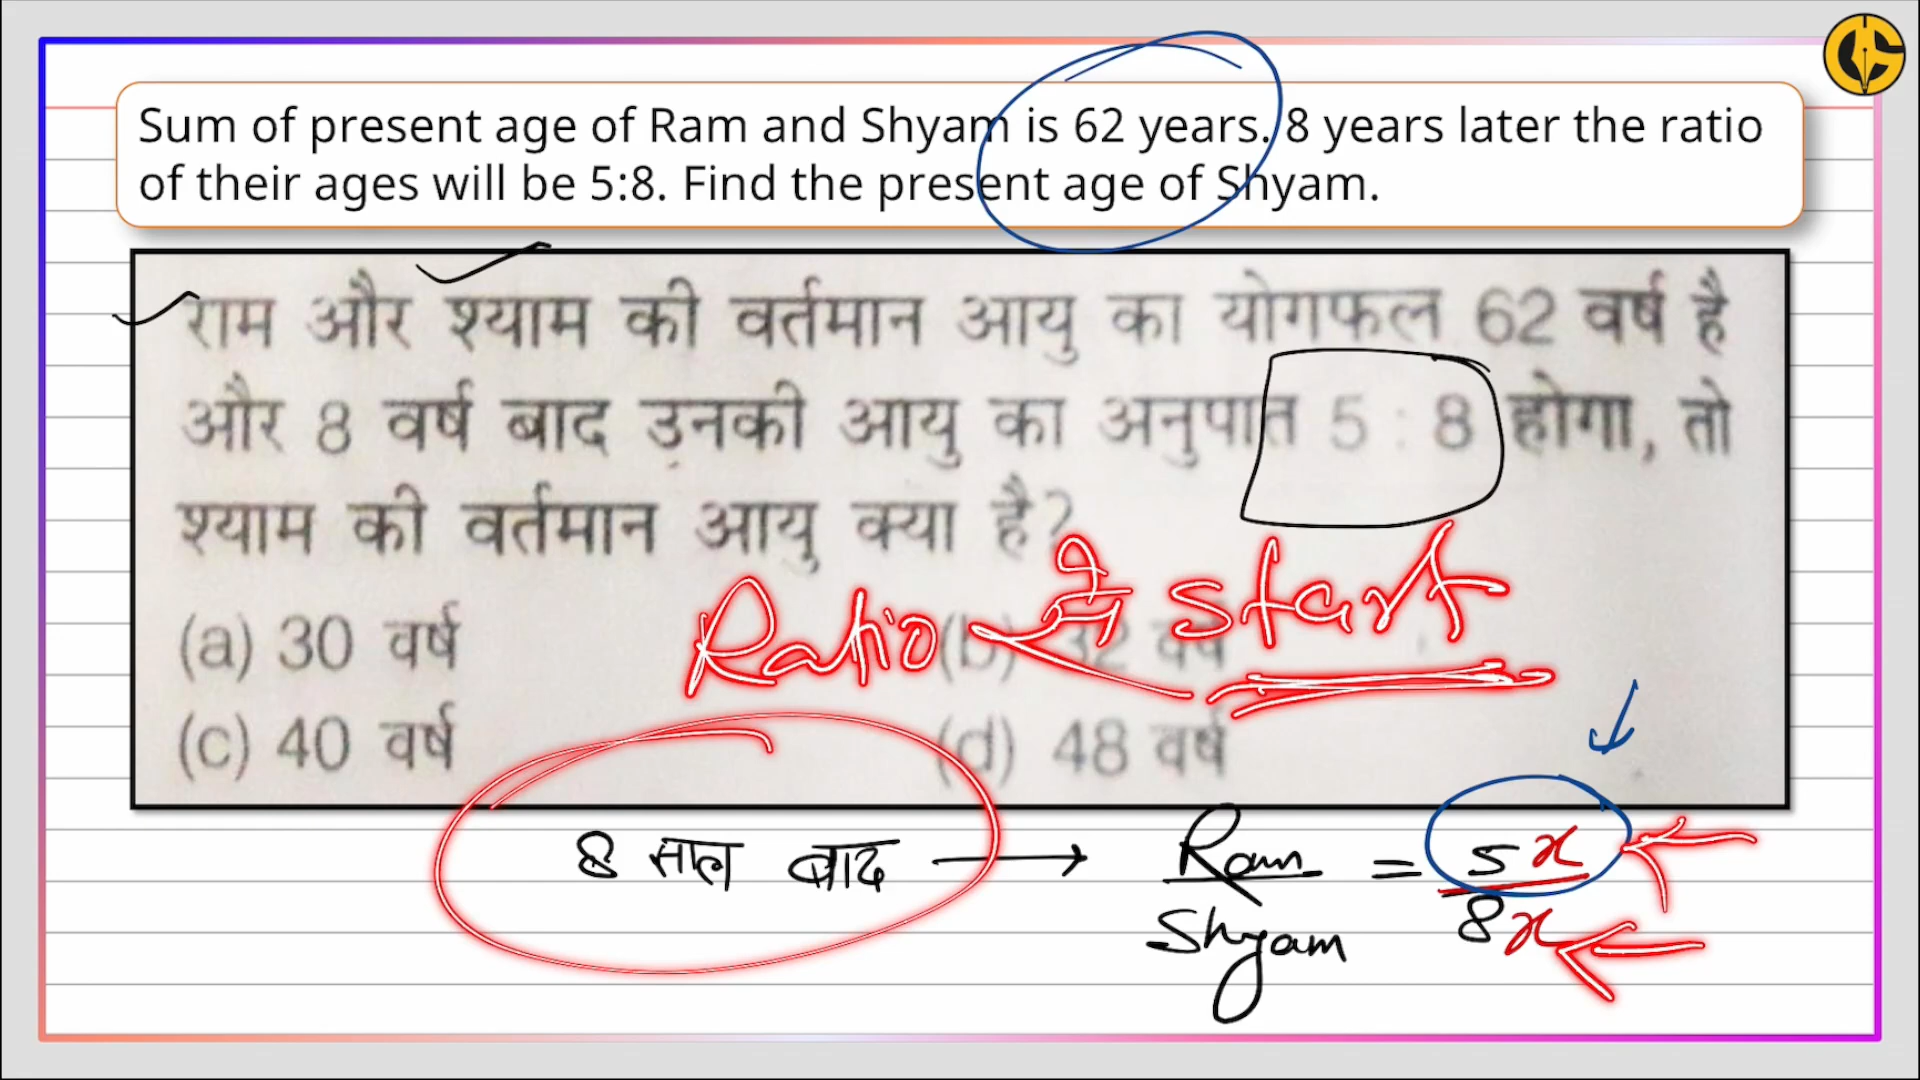 Sum of present age of Ram and Shyam is 62 years. 8 years later the ratio
of their ages will be 5:8. Find the present age of Shyam.
राम और श्याम की वर्तमान आयु का योगफल 62 वर्ष है
और 8 वर्ष बाद उनकी आयु का अनुपात 5 : 8 होगा, तो
श्याम की वर्तमान आयु क्या है?
Ratio से start
(a) 30 वर्ष (b) 32 वर्ष
(c) 40 वर्ष (d) 48 वर्ष
8 साल बाद → Ram = 5x
Shyam 8x